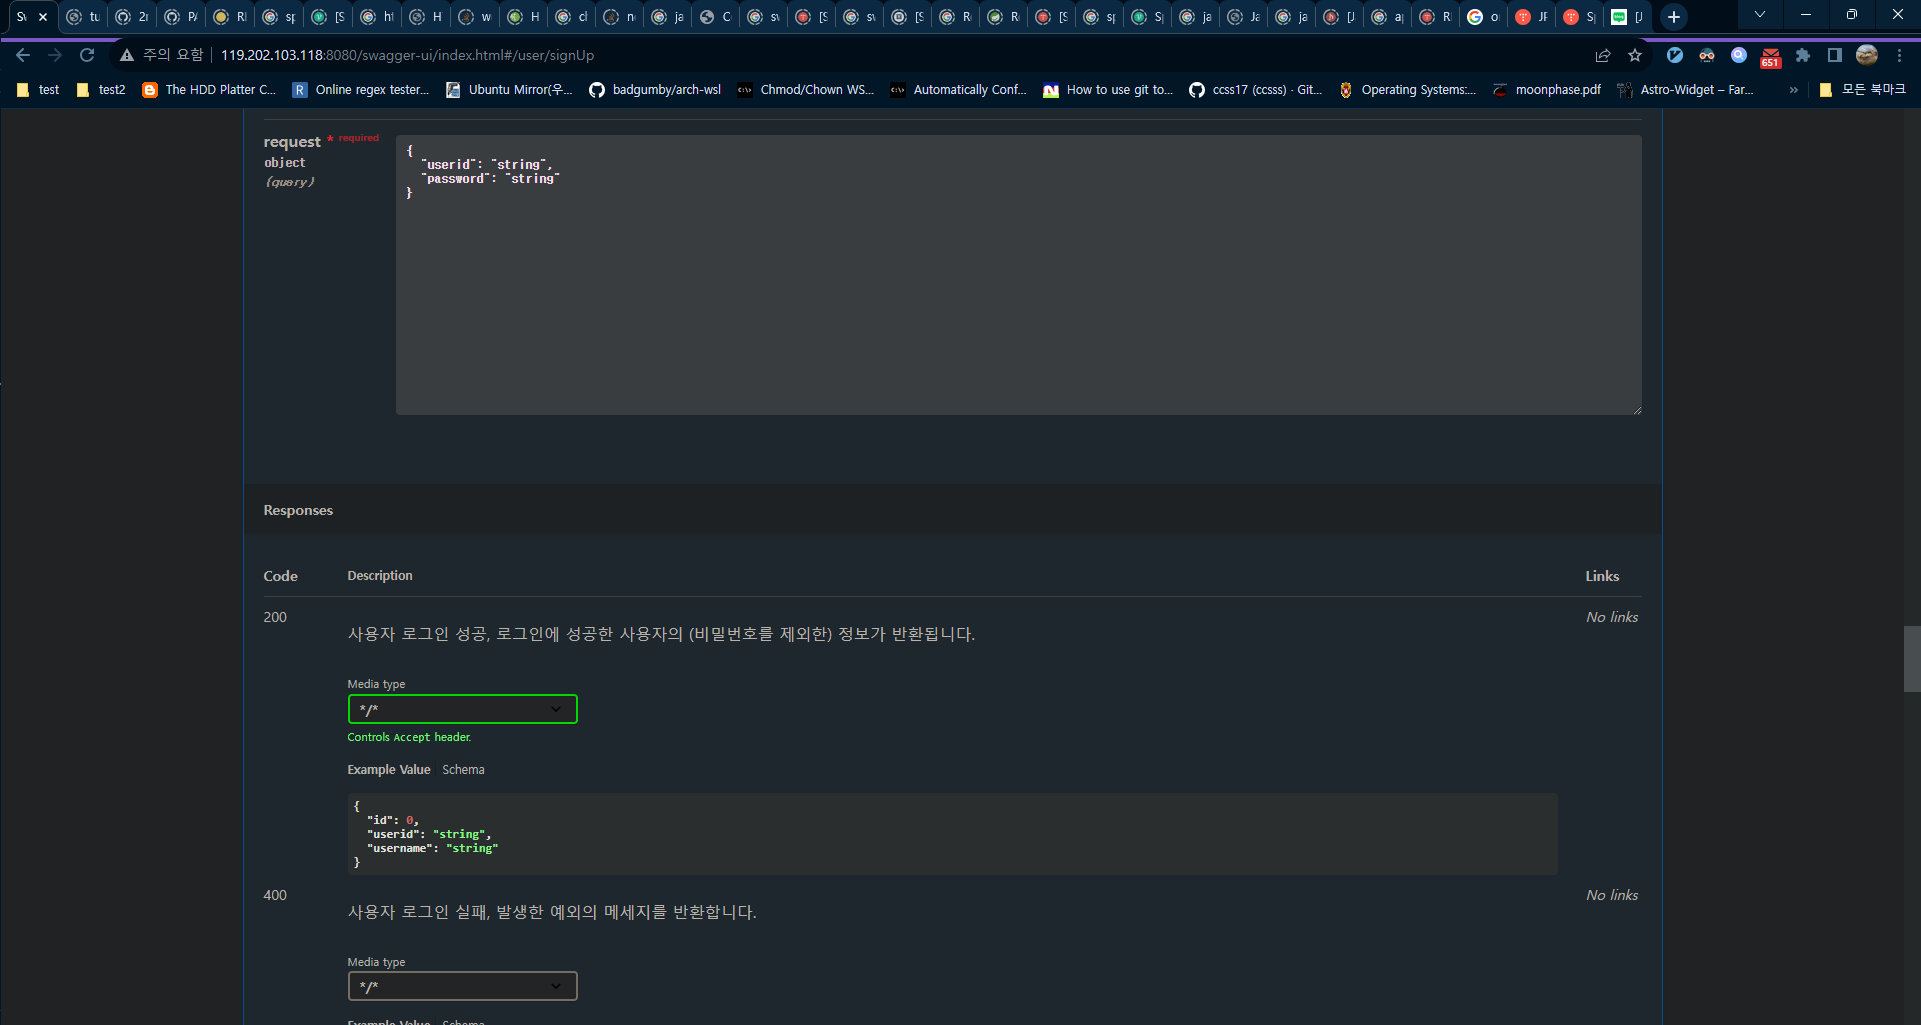 Sv
tu
2r
PA
RI
sp
[S
ht
H
w
H
cl
n
ja
C
sv
[S
sv
[S
R
R
[S
sp
Sp
ja
Ja
ja
[J
a
RI
o
JF
Sp
[J
주의 요함
119.202.103.118:8080/swagger-ui/index.html#/user/signUp
651
test
test2
The HDD Platter C...
Online regex tester...
Ubuntu Mirror(우...
badgumby/arch-wsl
Chmod/Chown WS...
Automatically Conf...
How to use git to...
ccss17 (ccsss) · Git...
Operating Systems:...
moonphase.pdf
Astro-Widget – Far...
»
모든 북마크
request * required
object
(query)
{
"userid": "string",
"password": "string"
}
Responses
Code Description Links
200
사용자 로그인 성공, 로그인에 성공한 사용자의 (비밀번호를 제외한) 정보가 반환됩니다.
No links
Media type
*/*
Controls Accept header.
Example Value Schema
{
"id": 0,
"userid": "string",
"username": "string"
}
400
사용자 로그인 실패, 발생한 예외의 메세지를 반환합니다.
No links
Media type
*/*
Example Value Schema